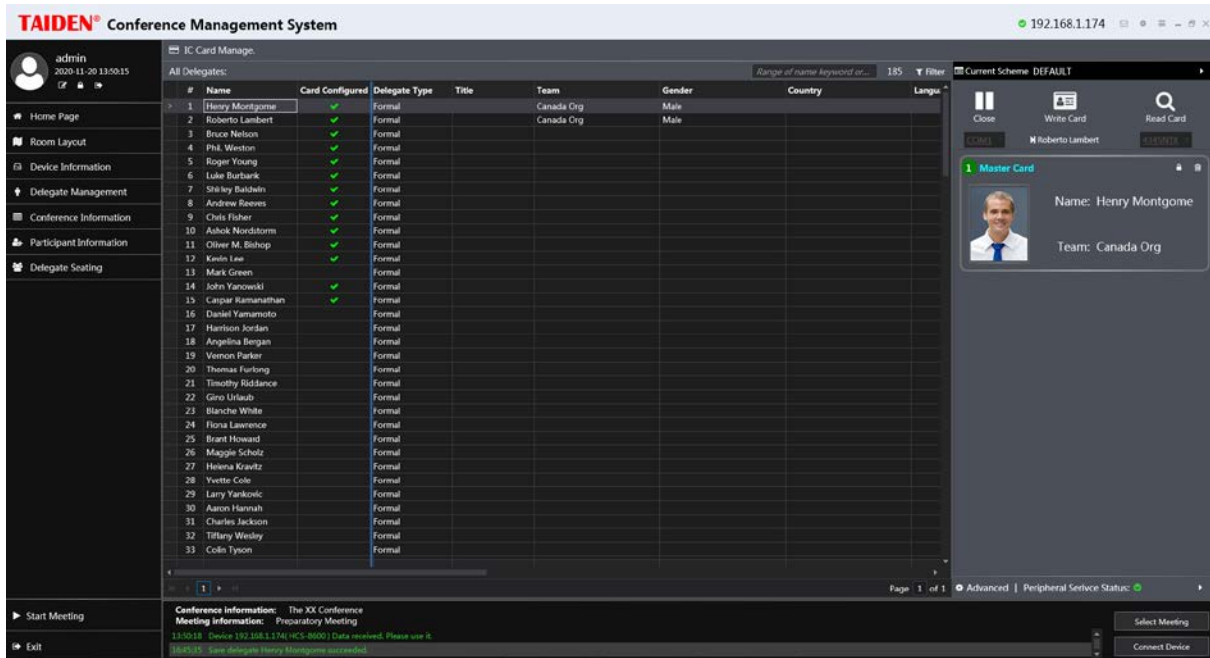 TAIDEN® Conference Management System
192.168.1.174
admin
2020-11-20 13:50:15
Home Page
Room Layout
Device Information
Delegate Management
Conference Information
Participant Information
Delegate Seating
Start Meeting
Exit
IC Card Manage.
All Delegates: Range of name keyword or... 185 Filter
# Name Card Configured Delegate Type Title Team Gender Country Langu
1 Henry Montgome Formal Canada Org Male
2 Roberto Lambert Formal Canada Org Male
3 Bruce Nelson Formal
4 Phil. Weston Formal
5 Roger Young Formal
6 Luke Burbank Formal
7 Shirley Baldwin Formal
8 Andrew Reeves Formal
9 Chris Fisher Formal
10 Ashok Nordstorm Formal
11 Oliver M. Bishop Formal
12 Kevin Lee Formal
13 Mark Green Formal
14 John Yanowski Formal
15 Caspar Ramanathan Formal
16 Daniel Yamamoto Formal
17 Harrison Jordan Formal
18 Angelina Bergan Formal
19 Vernon Parker Formal
20 Thomas Furlong Formal
21 Timothy Riddance Formal
22 Gino Urlaub Formal
23 Blanche White Formal
24 Fiona Lawrence Formal
25 Brant Howard Formal
26 Maggie Scholz Formal
27 Helena Kravitz Formal
28 Yvette Cole Formal
29 Larry Yankovic Formal
30 Aaron Hannah Formal
31 Charles Jackson Formal
32 Tiffany Wesley Formal
33 Colin Tyson Formal
1 Page 1 of 1
Current Scheme DEFAULT
Close Write Card Read Card
COM1 Roberto Lambert
1 Master Card
Name: Henry Montgome
Team: Canada Org
Advanced | Peripheral Serivce Status:
Conference information: The XX Conference
Meeting information: Preparatory Meeting
13:50:18 Device 192.168.1.174( HCS-8600 ) Data received. Please use it.
16:45:15 Save delegate Henry Montgome succeeded.
Select Meeting
Connect Device